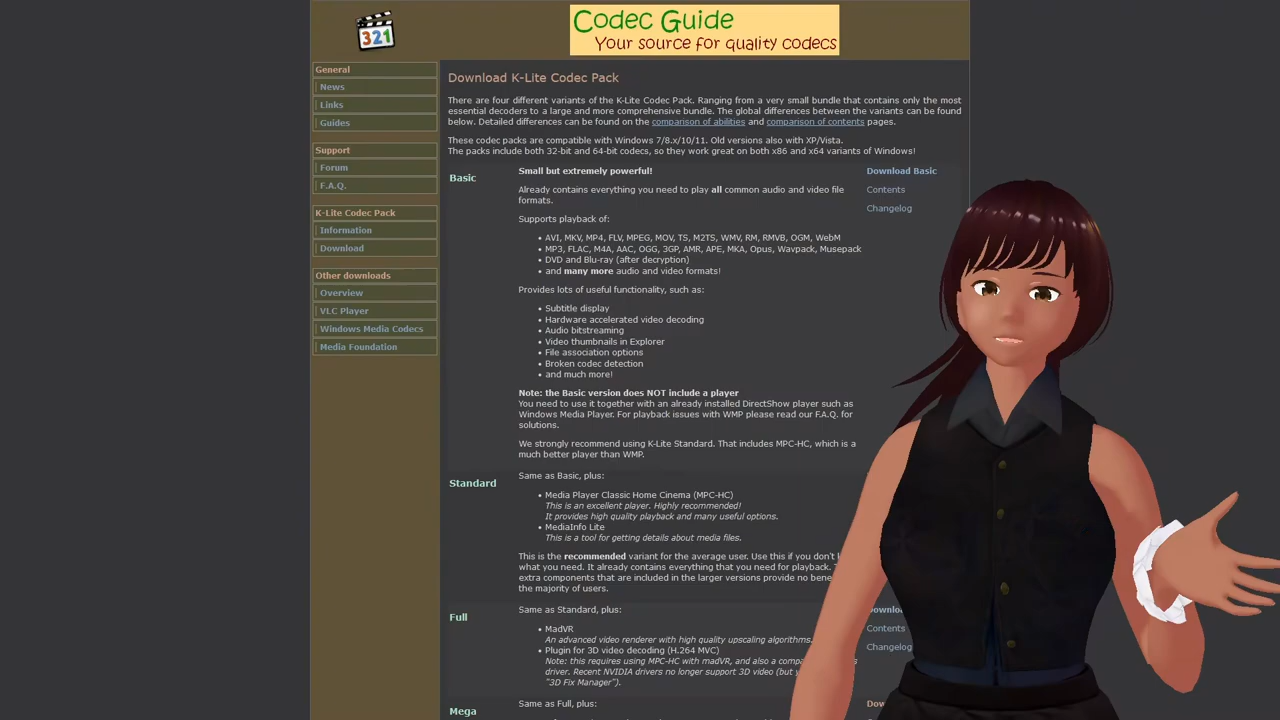 321
Codec Guide
Your source for quality codecs
General
News
Links
Guides
Support
Forum
F.A.Q.
K-Lite Codec Pack
Information
Download
Other downloads
Overview
VLC Player
Windows Media Codecs
Media Foundation
Download K-Lite Codec Pack
There are four different variants of the K-Lite Codec Pack. Ranging from a very small bundle that contains only the most
essential decoders to a large and more comprehensive bundle. The global differences between the variants can be found
below. Detailed differences can be found on the comparison of abilities and comparison of contents pages.
These codec packs are compatible with Windows 7/8.x/10/11. Old versions also with XP/Vista.
The packs include both 32-bit and 64-bit codecs, so they work great on both x86 and x64 variants of Windows!
Basic
Small but extremely powerful!
Already contains everything you need to play all common audio and video file
formats.
Supports playback of:
• AVI, MKV, MP4, FLV, MPEG, MOV, TS, M2TS, WMV, RM, RMVB, OGM, WebM
• MP3, FLAC, M4A, AAC, OGG, 3GP, AMR, APE, MKA, Opus, Wavpack, Musepack
• DVD and Blu-ray (after decryption)
• and many more audio and video formats!
Provides lots of useful functionality, such as:
• Subtitle display
• Hardware accelerated video decoding
• Audio bitstreaming
• Video thumbnails in Explorer
• File association options
• Broken codec detection
• and much more!
Note: the Basic version does NOT include a player
You need to use it together with an already installed DirectShow player such as
Windows Media Player. For playback issues with WMP please read our F.A.Q. for
solutions.
We strongly recommend using K-Lite Standard. That includes MPC-HC, which is a
much better player than WMP.
Download Basic
Contents
Changelog
Standard
Same as Basic, plus:
• Media Player Classic Home Cinema (MPC-HC)
This is an excellent player. Highly recommended!
It provides high quality playback and many useful options.
• MediaInfo Lite
This is a tool for getting details about media files.
This is the recommended variant for the average user. Use this if you don't
what you need. It already contains everything that you need for playback.
extra components that are included in the larger versions provide no
the majority of users.
Full
Same as Standard, plus:
• MadVR
An advanced video renderer with high quality upscaling algorithms.
• Plugin for 3D video decoding (H.264 MVC)
Note: this requires using MPC-HC with madVR, and also a
driver. Recent NVIDIA drivers no longer support 3D video
"3D Fix Manager").
Contents
Changelog
Mega
Same as Full, plus: